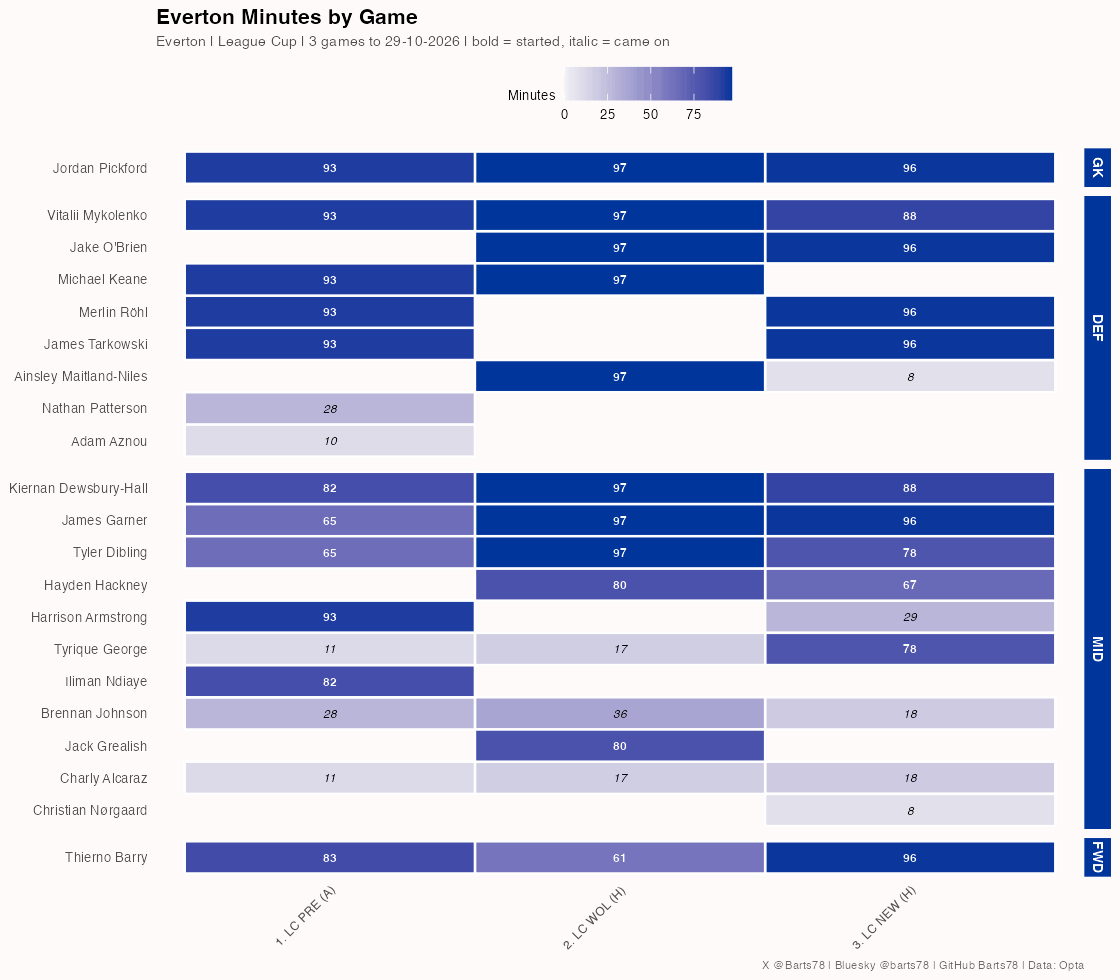 Everton Minutes by Game
Everton | League Cup | 3 games to 29-10-2026 | bold = started, italic = came on
Minutes
0 25 50 75
Jordan Pickford 93 97 96 GK
Vitalii Mykolenko 93 97 88
Jake O'Brien 97 96
Michael Keane 93 97
Merlin Röhl 93 96
James Tarkowski 93 96
Ainsley Maitland-Niles 97 8
Nathan Patterson 28
Adam Aznou 10
DEF
Kiernan Dewsbury-Hall 82 97 88
James Garner 65 97 96
Tyler Dibling 65 97 78
Hayden Hackney 80 67
Harrison Armstrong 93 29
Tyrique George 11 17 78
Iliman Ndiaye 82
Brennan Johnson 28 36 18
Jack Grealish 80
Charly Alcaraz 11 17 18
Christian Nørgaard 8
MID
Thierno Barry 83 61 96 FWD
1. LC PRE (A) 2. LC WOL (H) 3. LC NEW (H)
X @Barts78 | Bluesky @barts78 | GitHub Barts78 | Data: Opta